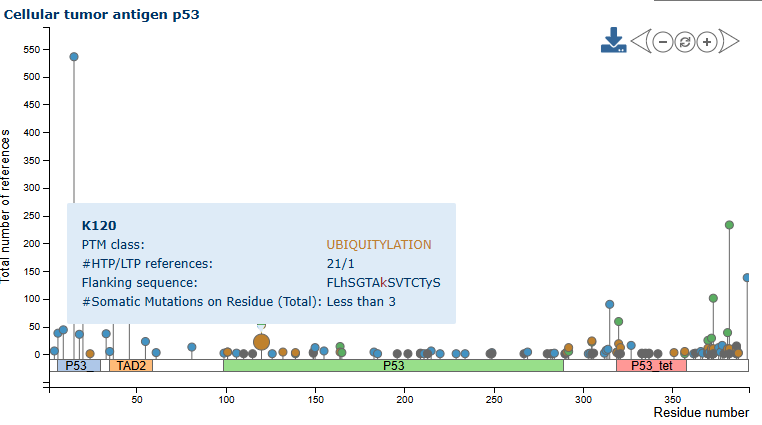 Cellular tumor antigen p53
Total number of references
550
500
450
400
350
300
250
200
150
100
50
0
K120
PTM class: UBIQUITYLATION
#HTP/LTP references: 21/1
Flanking sequence: FLhSGTAkSVTCTyS
#Somatic Mutations on Residue (Total): Less than 3
P53_ TAD2 P53 P53_tet
50 100 150 200 250 300 350
Residue number